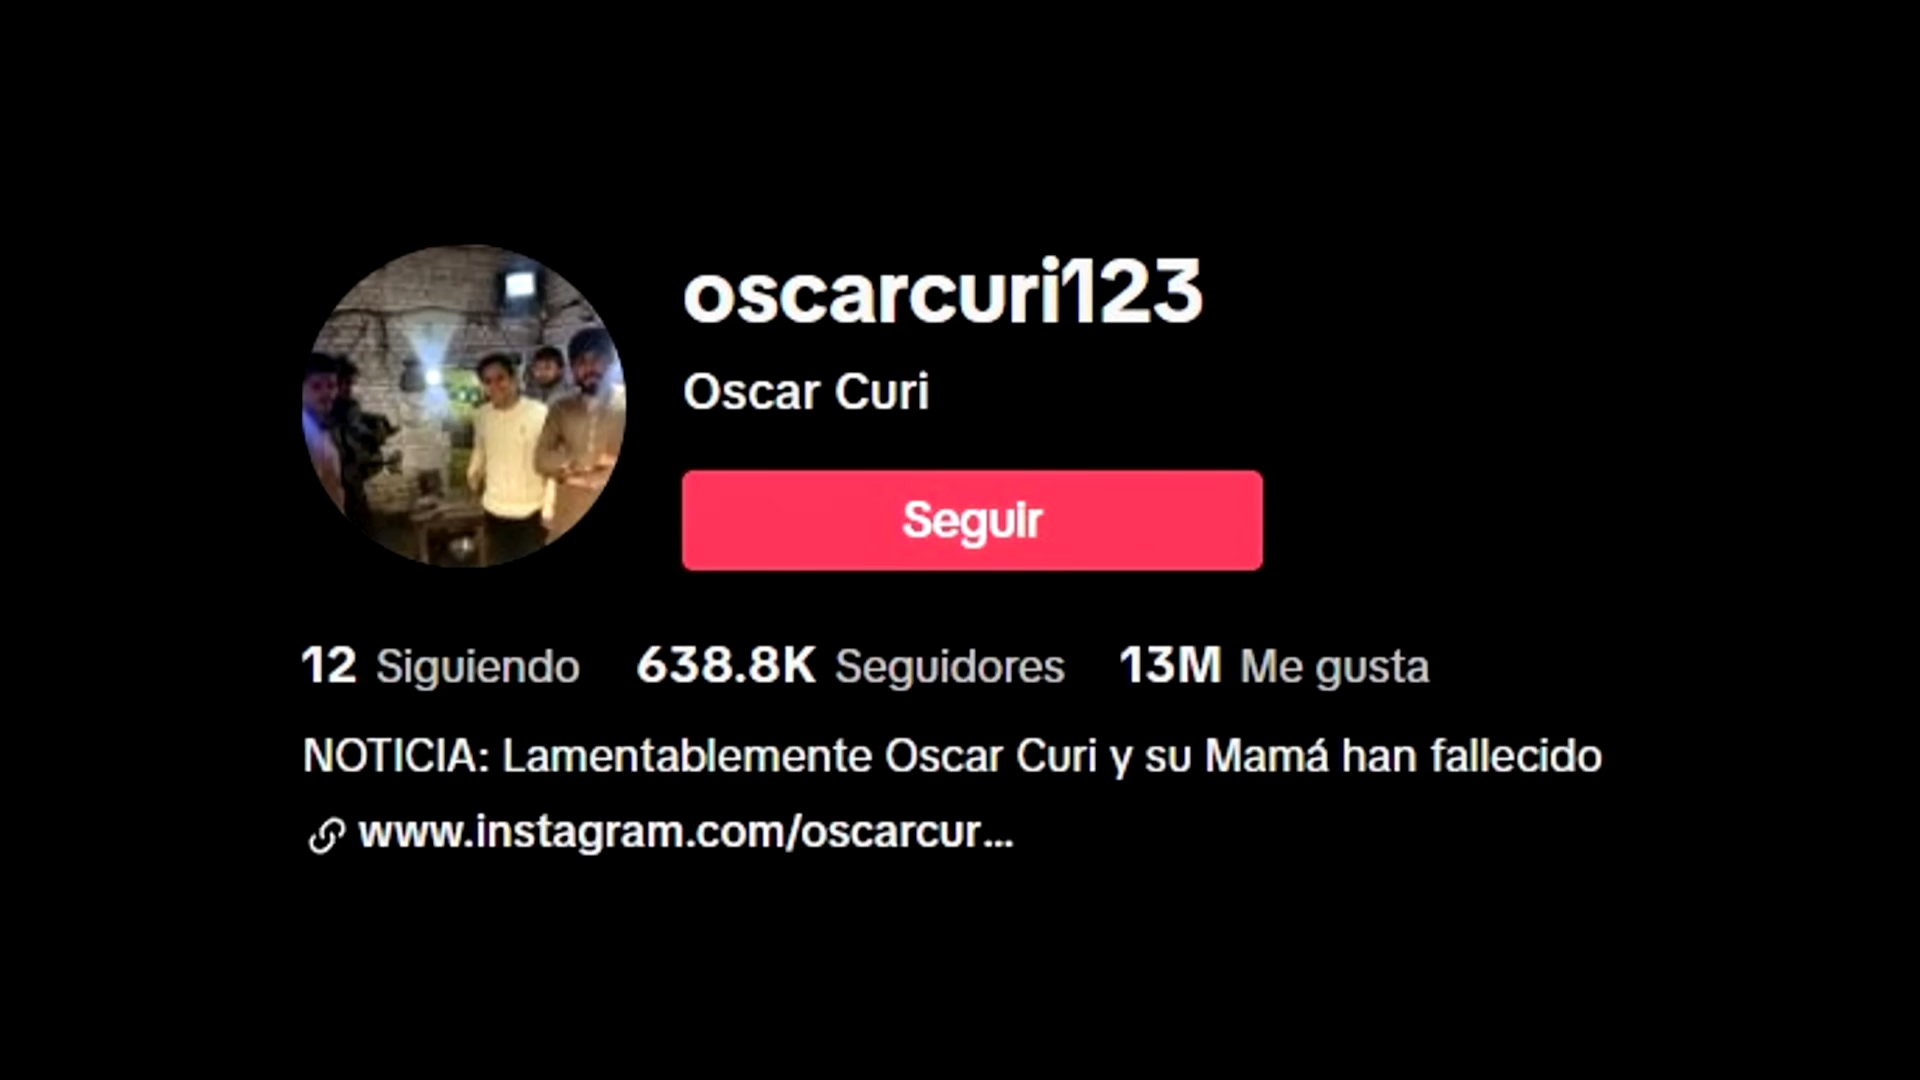 oscarcuri123
Oscar Curi
Seguir
12 Siguiendo 638.8K Seguidores 13M Me gusta
NOTICIA: Lamentablemente Oscar Curi y su Mamá han fallecido
www.instagram.com/oscarcur...